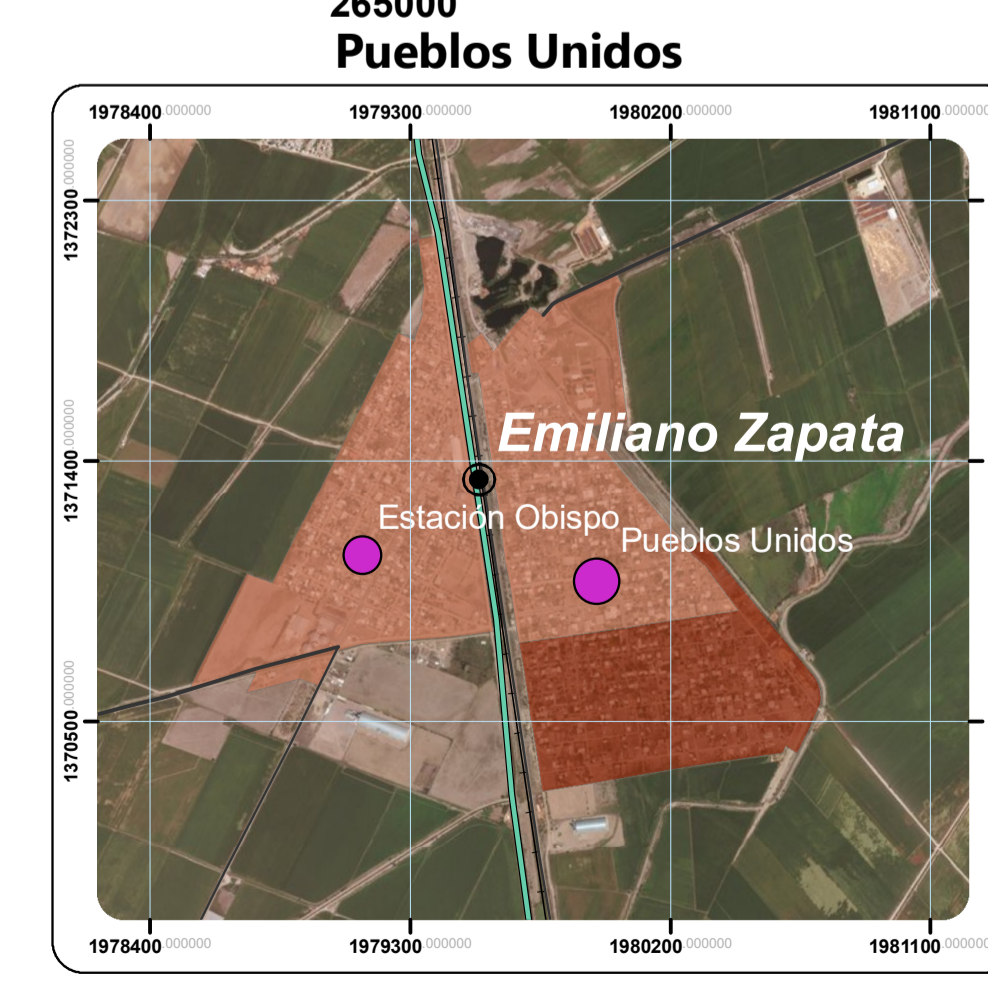 265000
Pueblos Unidos
1978400.000000 1979300.000000 1980200.000000 1981100.000000
1372300.000000
1371400.000000
1370500.000000
Emiliano Zapata
Estación Obispo
Pueblos Unidos
1978400.000000 1979300.000000 1980200.000000 1981100.000000